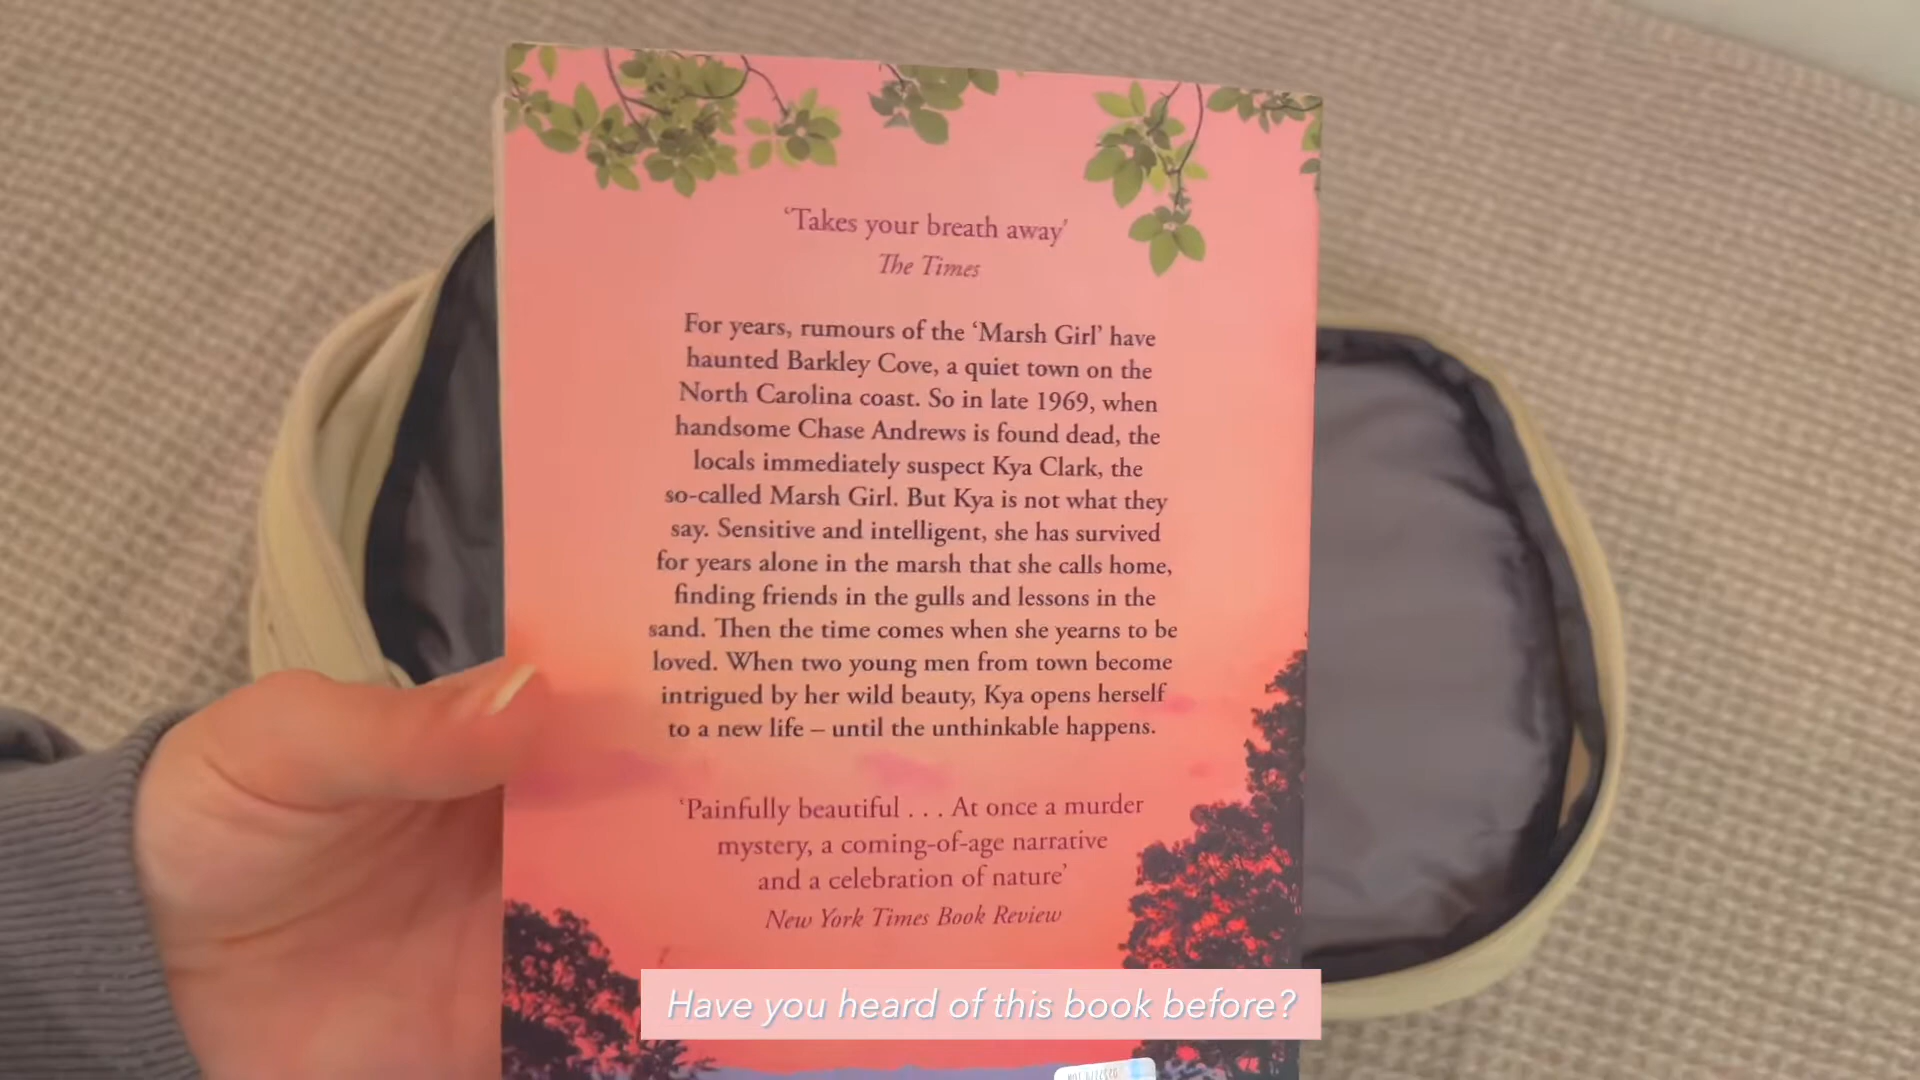 ‘Takes your breath away’
The Times
For years, rumours of the ‘Marsh Girl’ have
haunted Barkley Cove, a quiet town on the
North Carolina coast. So in late 1969, when
handsome Chase Andrews is found dead, the
locals immediately suspect Kya Clark, the
so-called Marsh Girl. But Kya is not what they
say. Sensitive and intelligent, she has survived
for years alone in the marsh that she calls home,
finding friends in the gulls and lessons in the
sand. Then the time comes when she yearns to be
loved. When two young men from town become
intrigued by her wild beauty, Kya opens herself
to a new life – until the unthinkable happens.
‘Painfully beautiful . . . At once a murder
mystery, a coming-of-age narrative
and a celebration of nature’
New York Times Book Review
Have you heard of this book before?